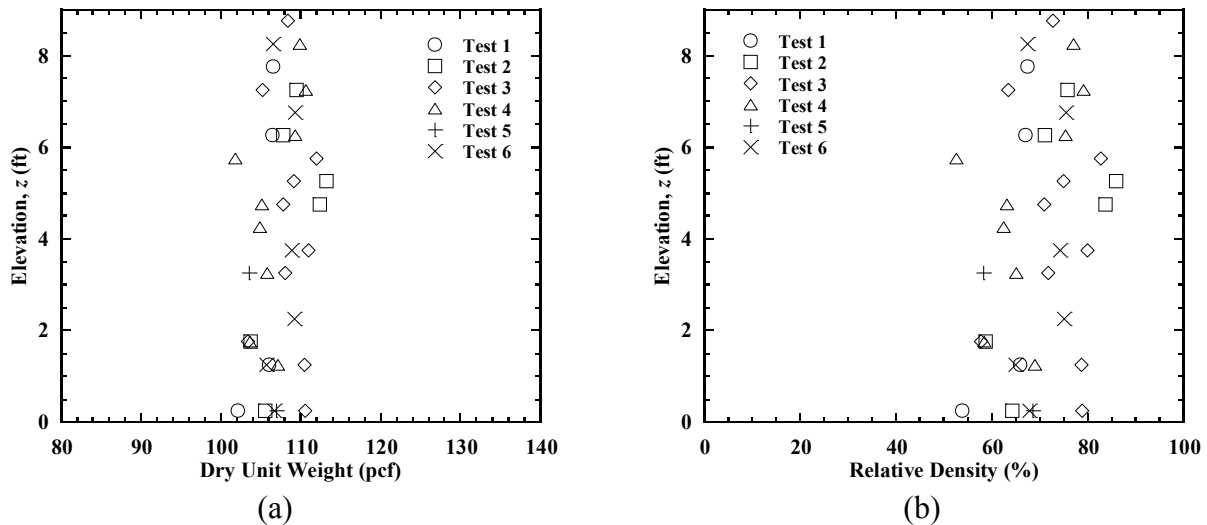 8
6
4
2
0
Elevation, z (ft)
80 90 100 110 120 130 140
Dry Unit Weight (pcf)
Test 1
Test 2
Test 3
Test 4
Test 5
Test 6
(a)
8
6
4
2
0
Elevation, z (ft)
0 20 40 60 80 100
Relative Density (%)
Test 1
Test 2
Test 3
Test 4
Test 5
Test 6
(b)